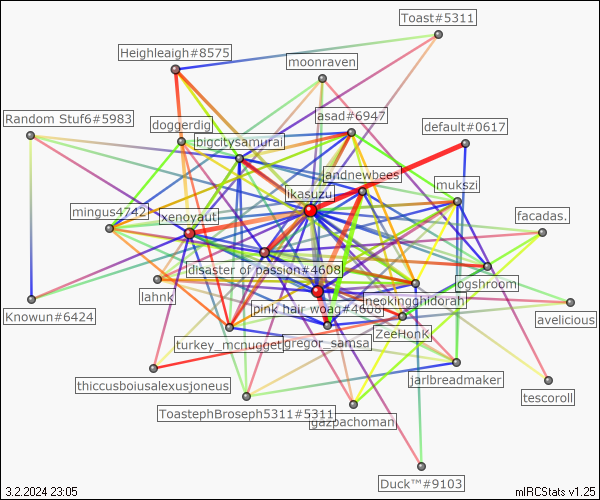 Toast#5311
Heighleigh#8575
moonraven
Random Stuf6#5983
doggerdig
asad#6947
default#0617
bigcitysamurai
andnewbees
mukszi
likasuzu
mingus4742
xenoyaut
facadas.
disaster of passion#4608
ogshroom
lahnk
neokingghidorah
Knowun#6424
pink hair woag#4608
avelicious
ZeeHonK
turkey_mcnugget
gregor_samsa
thiccusboiusalexusjoneus
jarlbreadmaker
tescoroll
ToastephBroseph5311#5311
gazpachoman
Duck™#9103
3.2.2024 23:05
mIRCStats v1.25